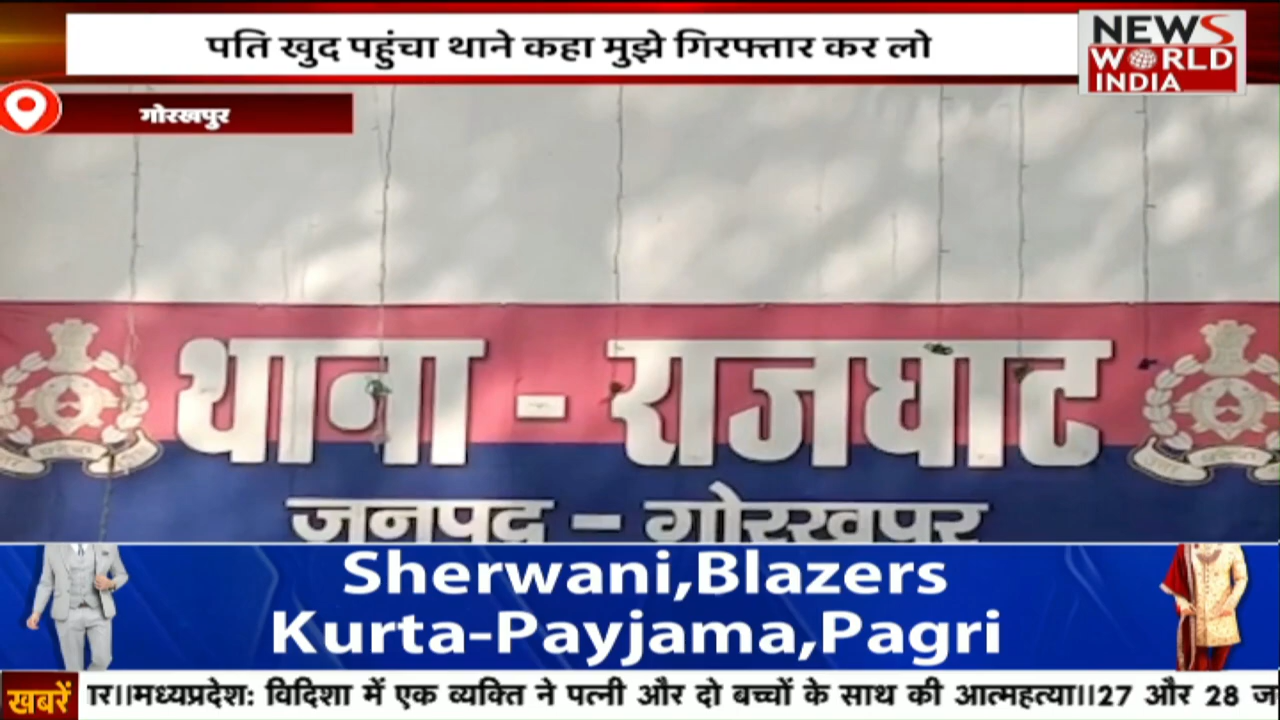 पति खुद पहुंचा थाने कहा मुझे गिरफ्तार कर लो
NEWS
WORLD
INDIA
गोरखपुर
थाना - राजघाट
जनपद - गोरखपुर
Sherwani,Blazers
Kurta-Payjama,Pagri
खबरें
ार||मध्यप्रदेश: विदिशा में एक व्यक्ति ने पत्नी और दो बच्चों के साथ की आत्महत्या||27 और 28 ज